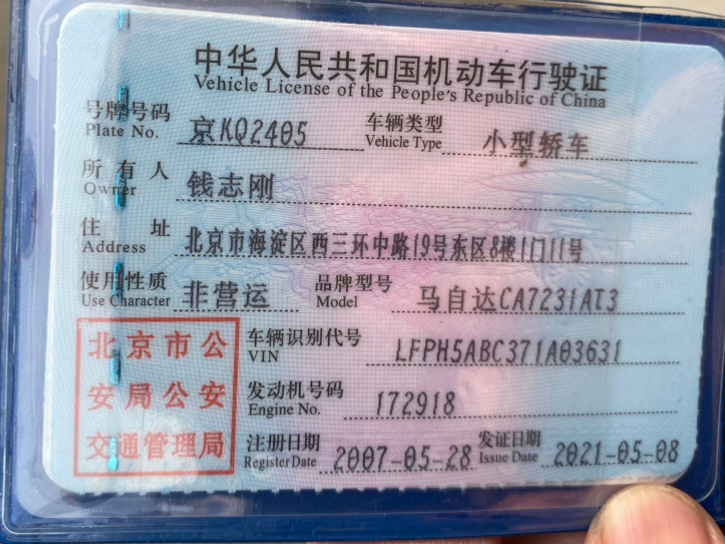 中华人民共和国机动车行驶证
Vehicle License of the People's Republic of China
号牌号码 京KQ2405 车辆类型 小型轿车
Plate No. Vehicle Type
所有人 钱志刚
Owner
住址 北京市海淀区西三环中路19号东区8楼1门11号
Address
使用性质 非营运 品牌型号 马自达CA7231AT3
Use Character Model
北京市公
安局公安
交通管理局
车辆识别代号 LFPH5ABC371A03631
VIN
发动机号码 172918
Engine No.
注册日期 2007-05-28 发证日期 2021-05-08
Register Date Issue Date